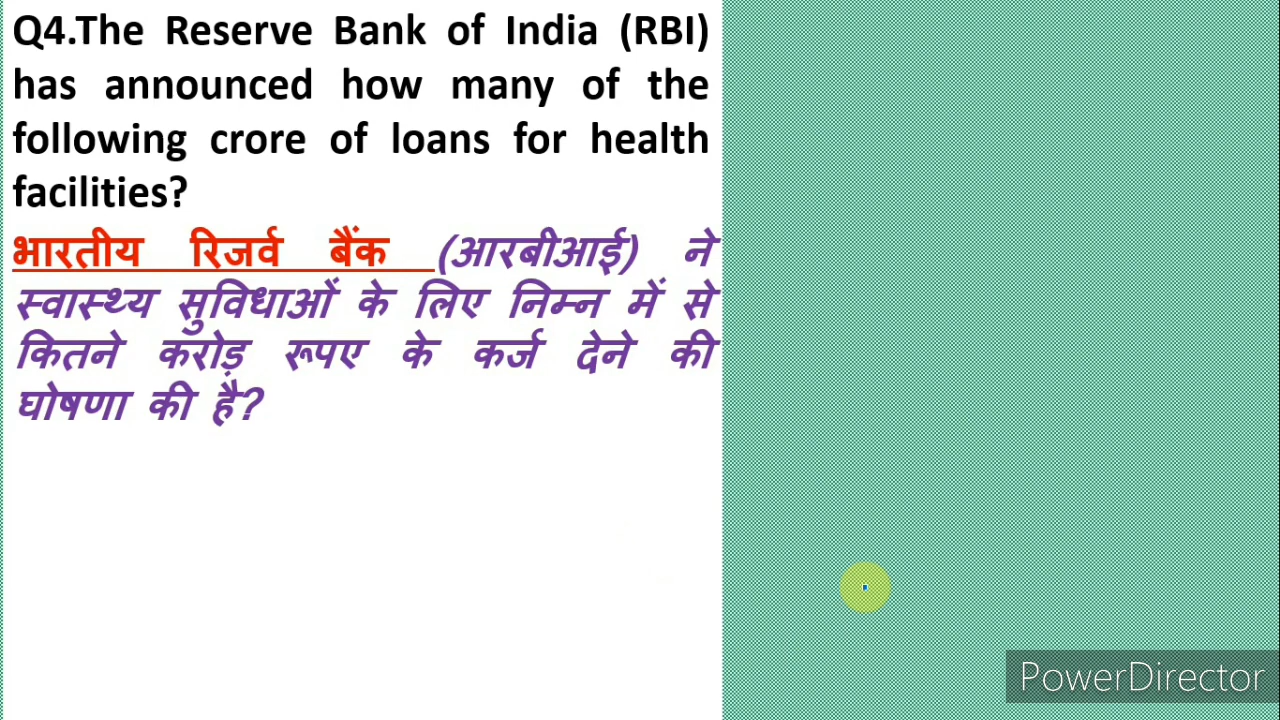 Q4.The Reserve Bank of India (RBI)
has announced how many of the
following crore of loans for health
facilities?
भारतीय रिजर्व बैंक (आरबीआई) ने
स्वास्थ्य सुविधाओं के लिए निम्न में से
कितने करोड़ रूपए के कर्ज देने की
घोषणा की है?
PowerDirector